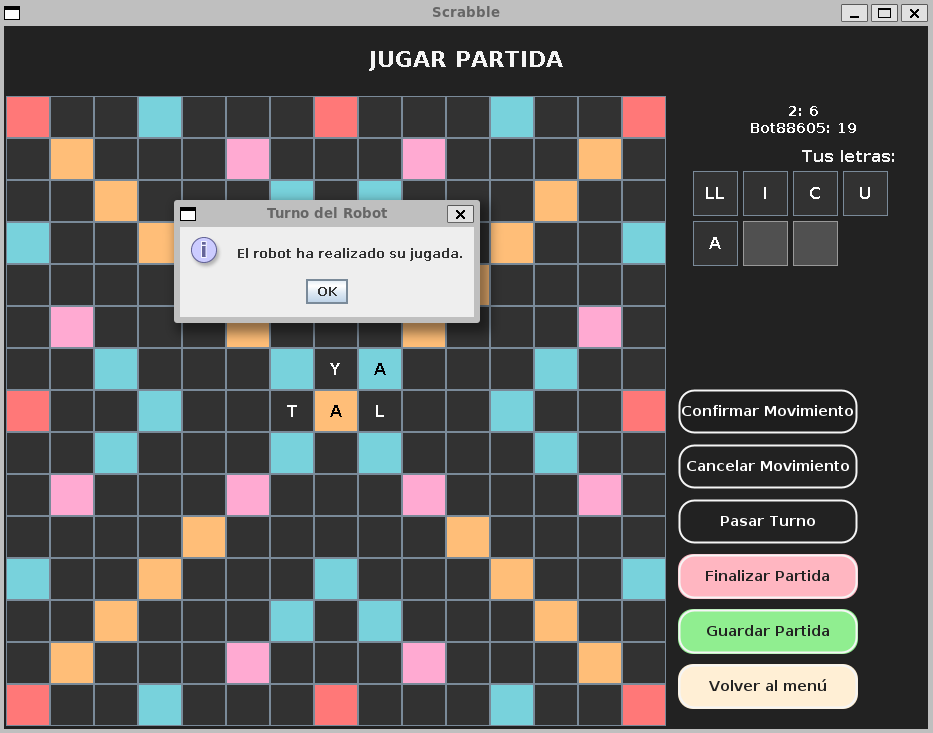 Scrabble
JUGAR PARTIDA
2: 6
Bot88605: 19
Tus letras:
LL I C U
A
Turno del Robot
El robot ha realizado su jugada.
OK
Y A
T A L
Confirmar Movimiento
Cancelar Movimiento
Pasar Turno
Finalizar Partida
Guardar Partida
Volver al menú